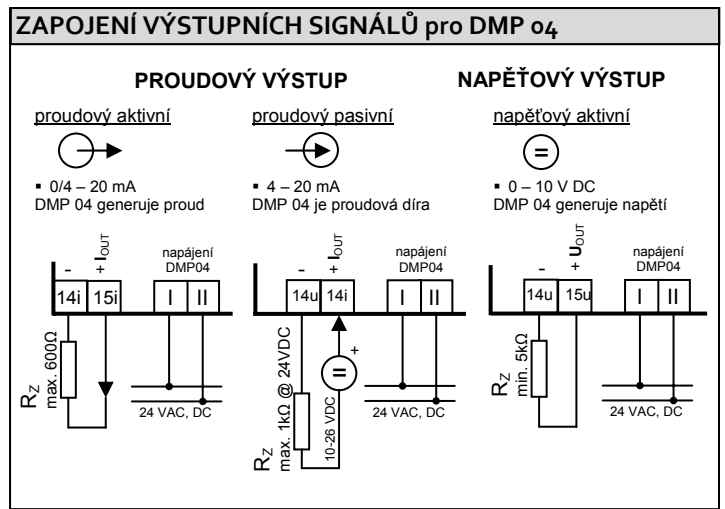 ZAPOJENÍ VÝSTUPNÍCH SIGNÁLŮ pro DMP 04
PROUDOVÝ VÝSTUP
NAPĚŤOVÝ VÝSTUP
proudový aktivní
▪ 0/4 – 20 mA
DMP 04 generuje proud
- + IOUT
napájení
DMP04
14i 15i I II
RZ
max. 600Ω
24 VAC, DC
proudový pasivní
▪ 4 – 20 mA
DMP 04 je proudová díra
- + IOUT
napájení
DMP04
14u 14i I II
RZ
max. 1kΩ @ 24VDC
10-26 VDC
= +
24 VAC, DC
napěťový aktivní
=
▪ 0 – 10 V DC
DMP 04 generuje napětí
- + UOUT
napájení
DMP04
14u 15u I II
RZ
min. 5kΩ
24 VAC, DC